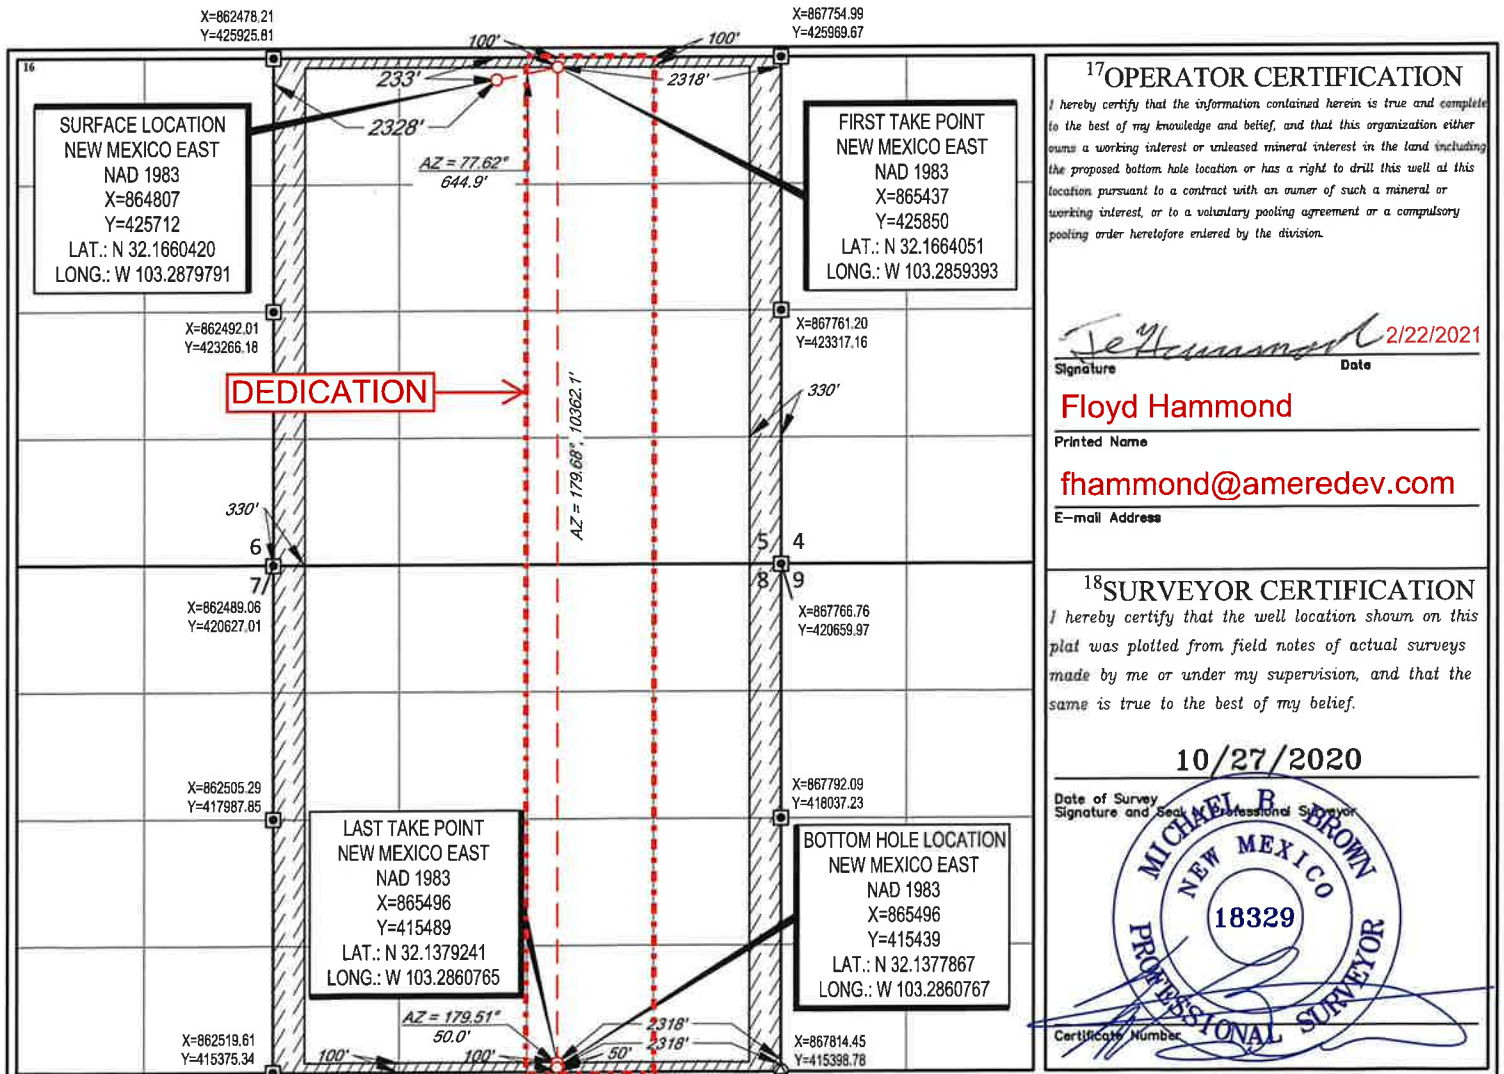 X=862478.21
Y=425925.81
X=867754.99
Y=425969.67
100'
100'
16
233'
2318'
2328'
AZ = 77.62°
644.9'
SURFACE LOCATION
NEW MEXICO EAST
NAD 1983
X=864807
Y=425712
LAT.: N 32.1660420
LONG.: W 103.2879791
FIRST TAKE POINT
NEW MEXICO EAST
NAD 1983
X=865437
Y=425850
LAT.: N 32.1664051
LONG.: W 103.2859393
X=862492.01
Y=423266.18
X=867761.20
Y=423317.16
DEDICATION
330'
AZ = 179.68°, 10362.1'
330'
6
5
4
7
8
9
X=862489.06
Y=420627.01
X=867766.76
Y=420659.97
X=862505.29
Y=417987.85
X=867792.09
Y=418037.23
LAST TAKE POINT
NEW MEXICO EAST
NAD 1983
X=865496
Y=415489
LAT.: N 32.1379241
LONG.: W 103.2860765
BOTTOM HOLE LOCATION
NEW MEXICO EAST
NAD 1983
X=865496
Y=415439
LAT.: N 32.1377867
LONG.: W 103.2860767
AZ = 179.51°
50.0'
2318'
2318'
X=862519.61
Y=415375.34
100'
100'
50'
X=867814.45
Y=415398.78
17OPERATOR CERTIFICATION
I hereby certify that the information contained herein is true and complete
to the best of my knowledge and belief, and that this organization either
owns a working interest or unleased mineral interest in the land including
the proposed bottom hole location or has a right to drill this well at this
location pursuant to a contract with an owner of such a mineral or
working interest, or to a voluntary pooling agreement or a compulsory
pooling order heretofore entered by the division.
2/22/2021
Signature Date
Floyd Hammond
Printed Name
fhammond@ameredev.com
E-mail Address
18SURVEYOR CERTIFICATION
I hereby certify that the well location shown on this
plat was plotted from field notes of actual surveys
made by me or under my supervision, and that the
same is true to the best of my belief.
10/27/2020
Date of Survey
Signature and Seal of Professional Surveyor
MICHAEL B. BROWN
NEW MEXICO
18329
PROFESSIONAL SURVEYOR
Certificate Number